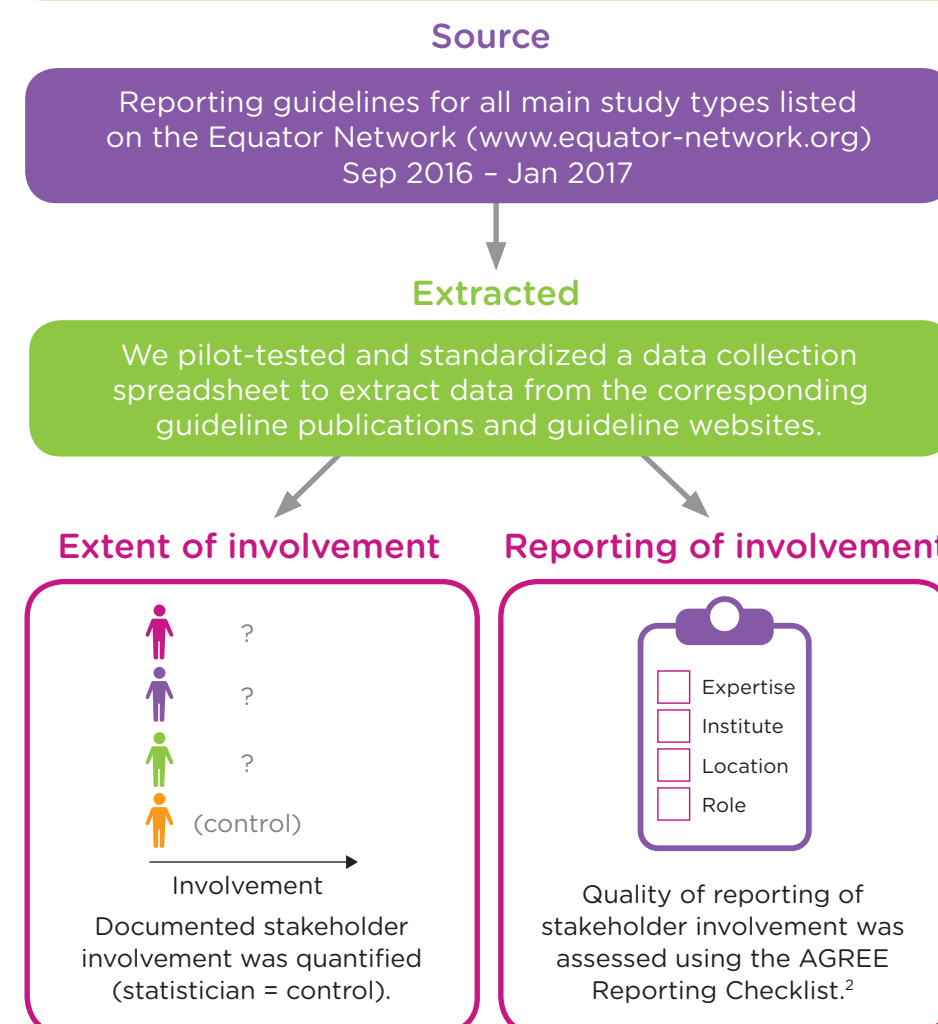 Source
Reporting guidelines for all main study types listed
on the Equator Network (www.equator-network.org)
Sep 2016 – Jan 2017
Extracted
We pilot-tested and standardized a data collection
spreadsheet to extract data from the corresponding
guideline publications and guideline websites.
Extent of involvement
?
?
?
(control)
Involvement
Documented stakeholder
involvement was quantified
(statistician = control).
Reporting of involvement
Expertise
Institute
Location
Role
Quality of reporting of
stakeholder involvement was
assessed using the AGREE
Reporting Checklist.²